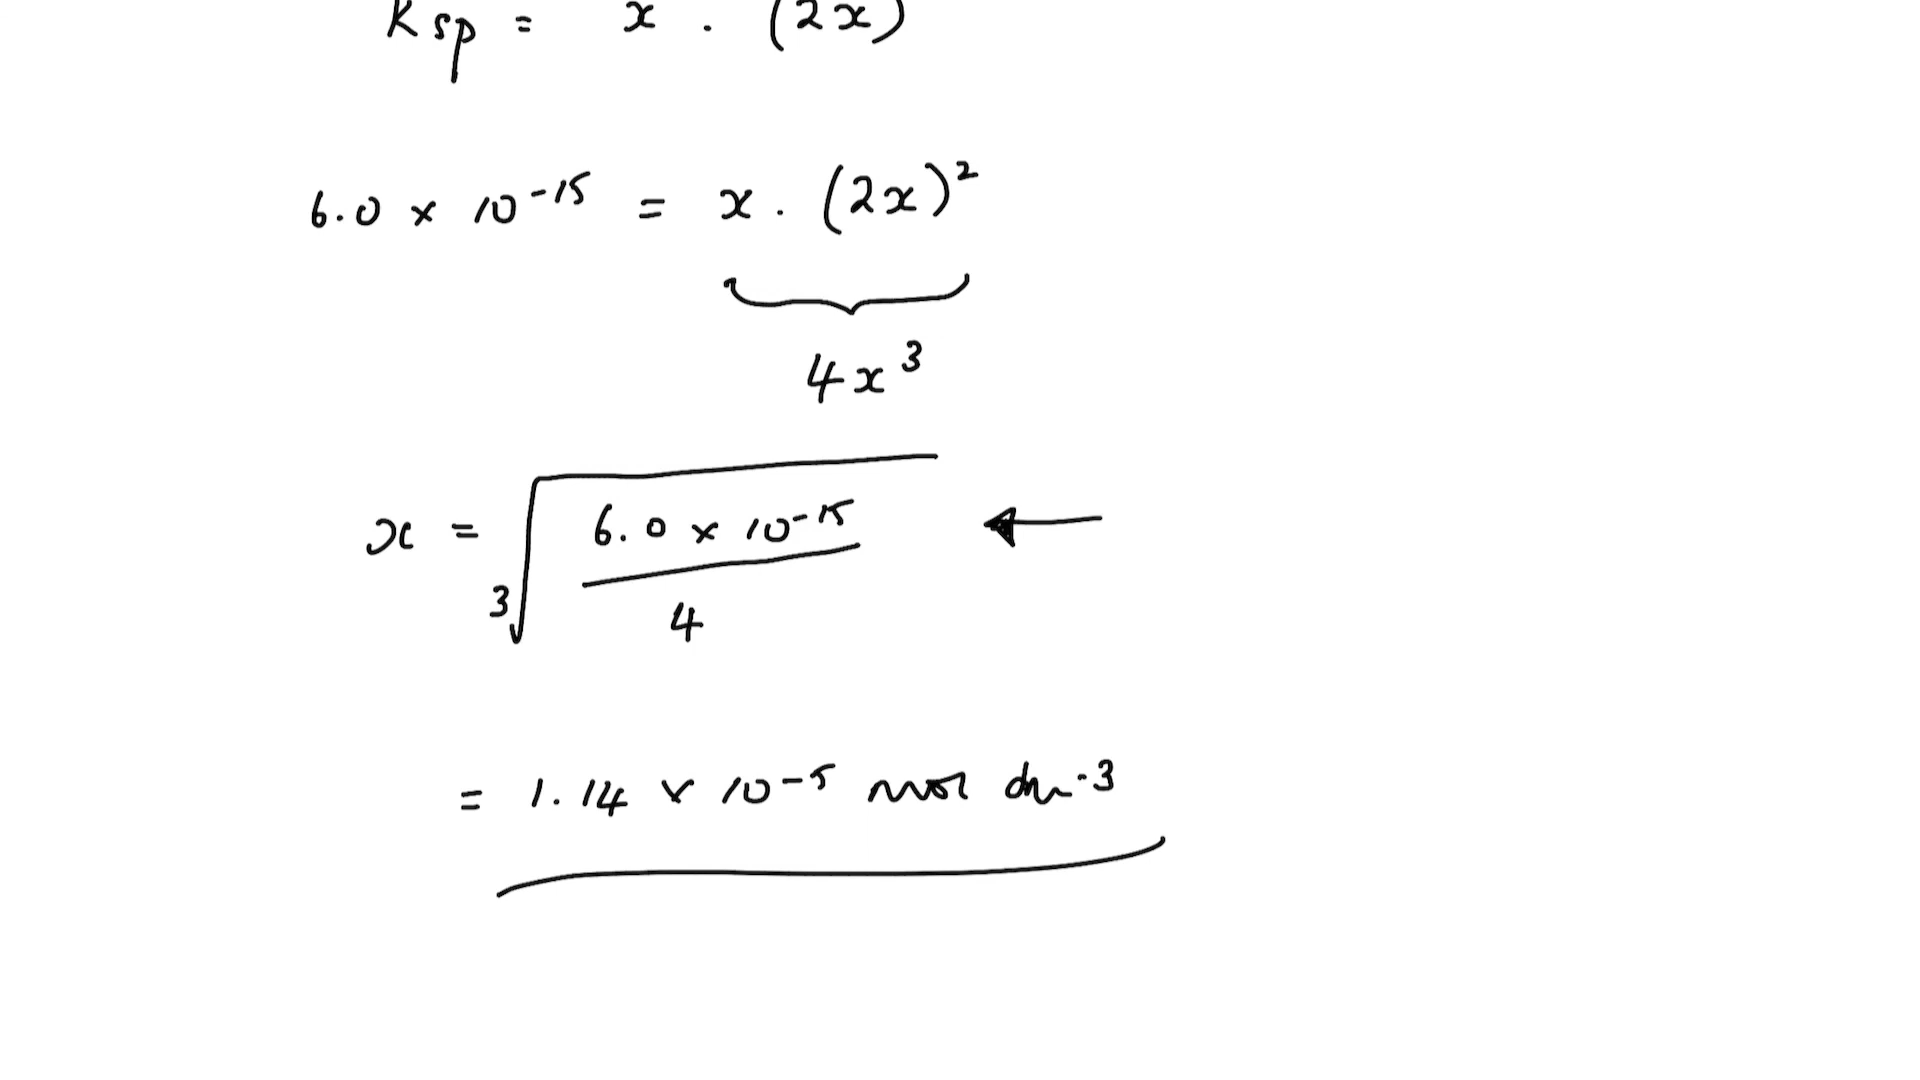 Ksp = x . (2x)
6.0 x 10⁻¹⁵ = x . (2x)²
4x³
x = ∛(6.0 x 10⁻¹⁵ / 4) ←
= 1.14 x 10⁻⁵ mol dm⁻³